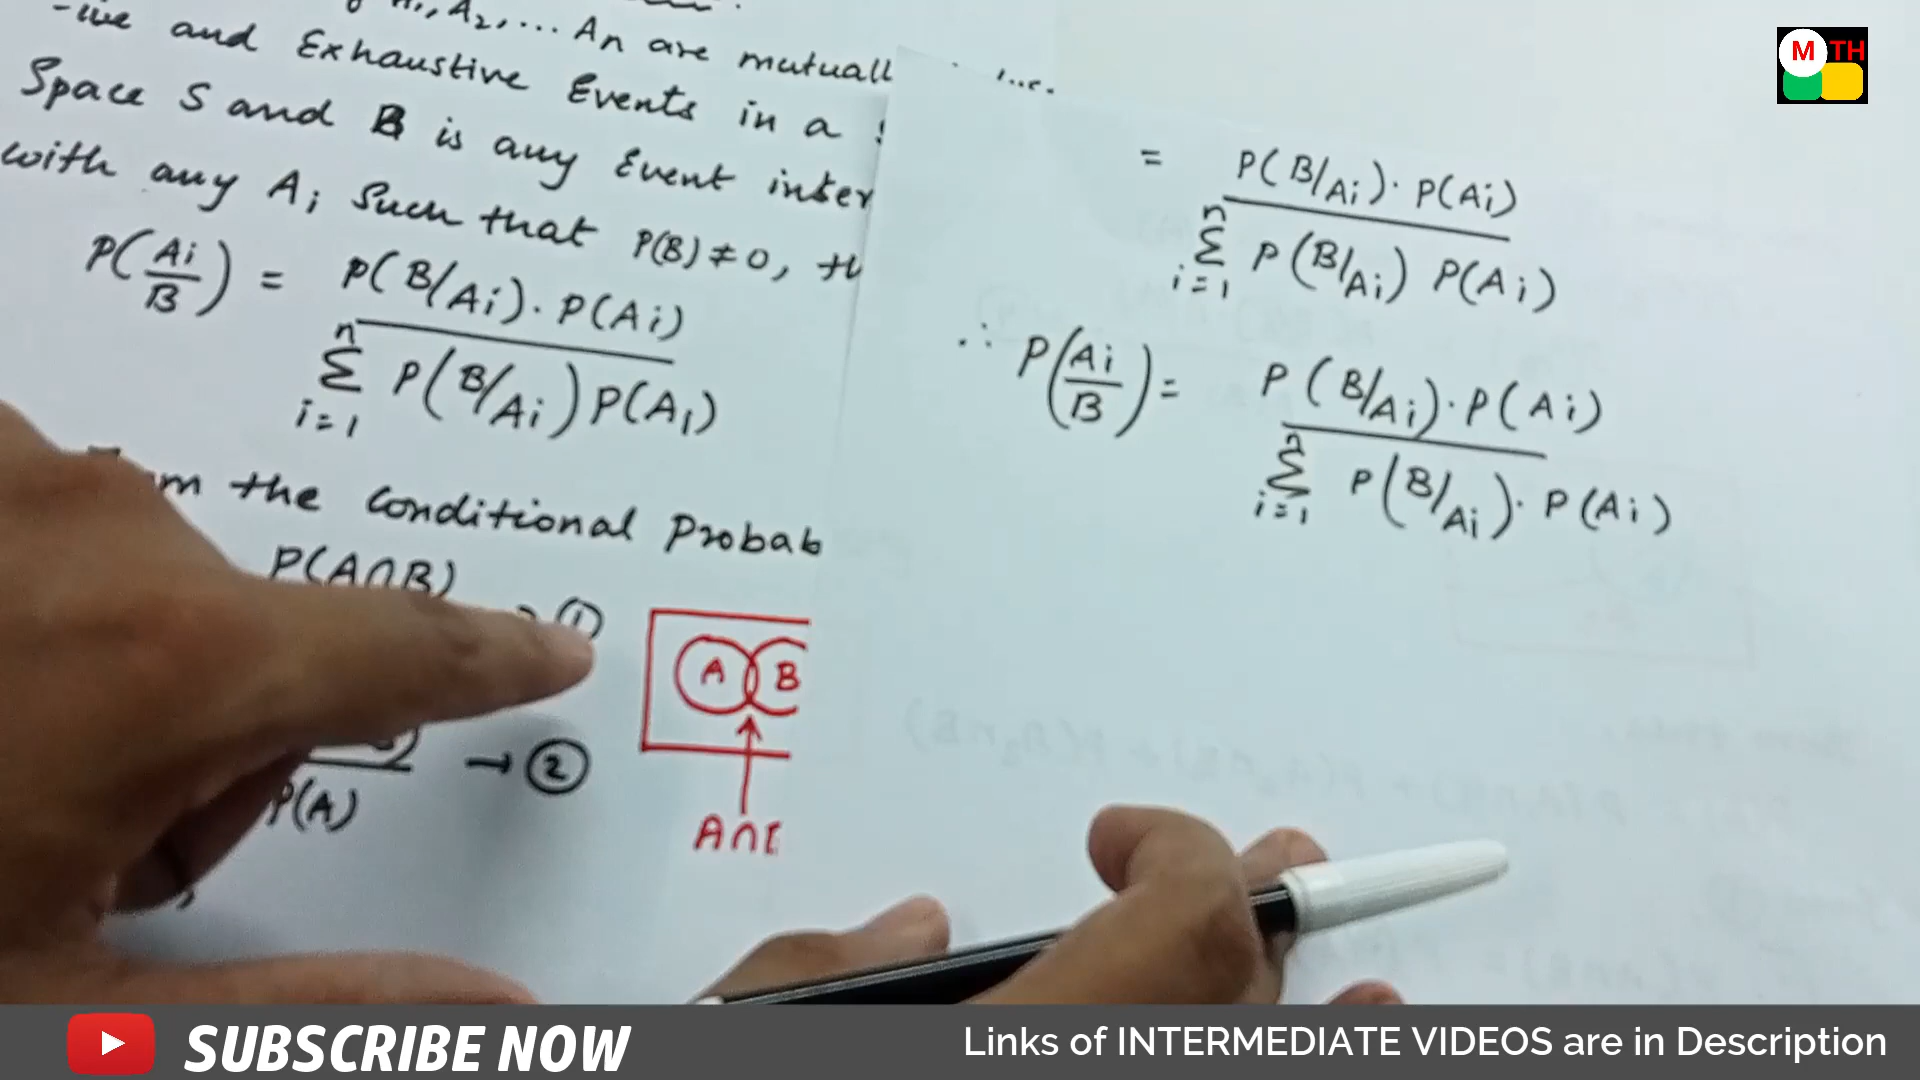 A₂, ... An are mutuall
-ive and Exhaustive Events in a
Space S and B is any Event inter
with any Ai Such that P(B) ≠ 0, th
P(Ai/B) = P(B/Ai). P(Ai)
n
Σ P(B/Ai) P(A₁)
i=1
the Conditional Probab
P(A∩B)
→ ①
P(A)
→ ②
A B
A∩
= P(B/Ai). P(Ai)
n
Σ P(B/Ai) P(Ai)
i=1
∴ P(Ai/B) = P(B/Ai). P(Ai)
n
Σ P(B/Ai). P(Ai)
i=1
M TH
SUBSCRIBE NOW
Links of INTERMEDIATE VIDEOS are in Description